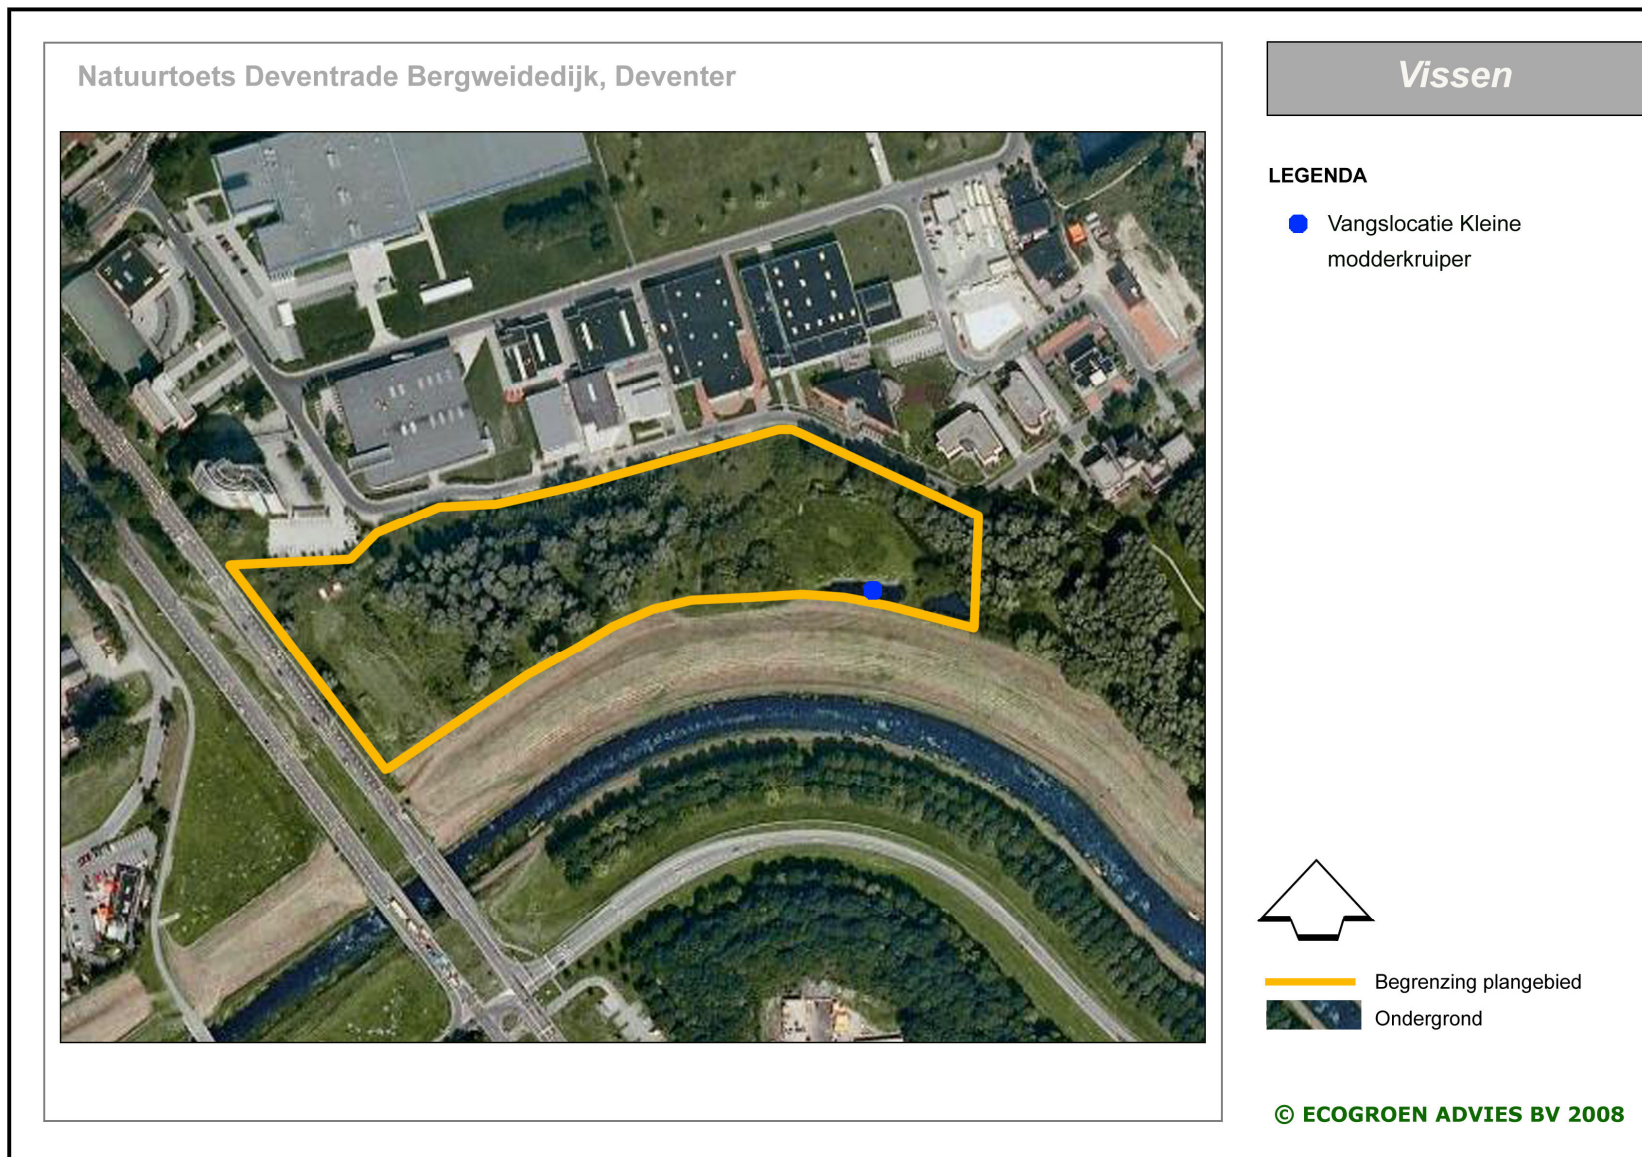 Natuurtoets Deventrade Bergweidedijk, Deventer
Vissen
LEGENDA
Vangslocatie Kleine
modderkruiper
Begrenzing plangebied
Ondergrond
© ECOGROEN ADVIES BV 2008